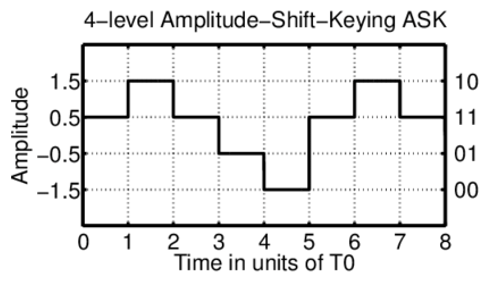 4−level Amplitude−Shift−Keying ASK
1.5 10
0.5 11
−0.5 01
−1.5 00
Amplitude
0 1 2 3 4 5 6 7 8
Time in units of T0